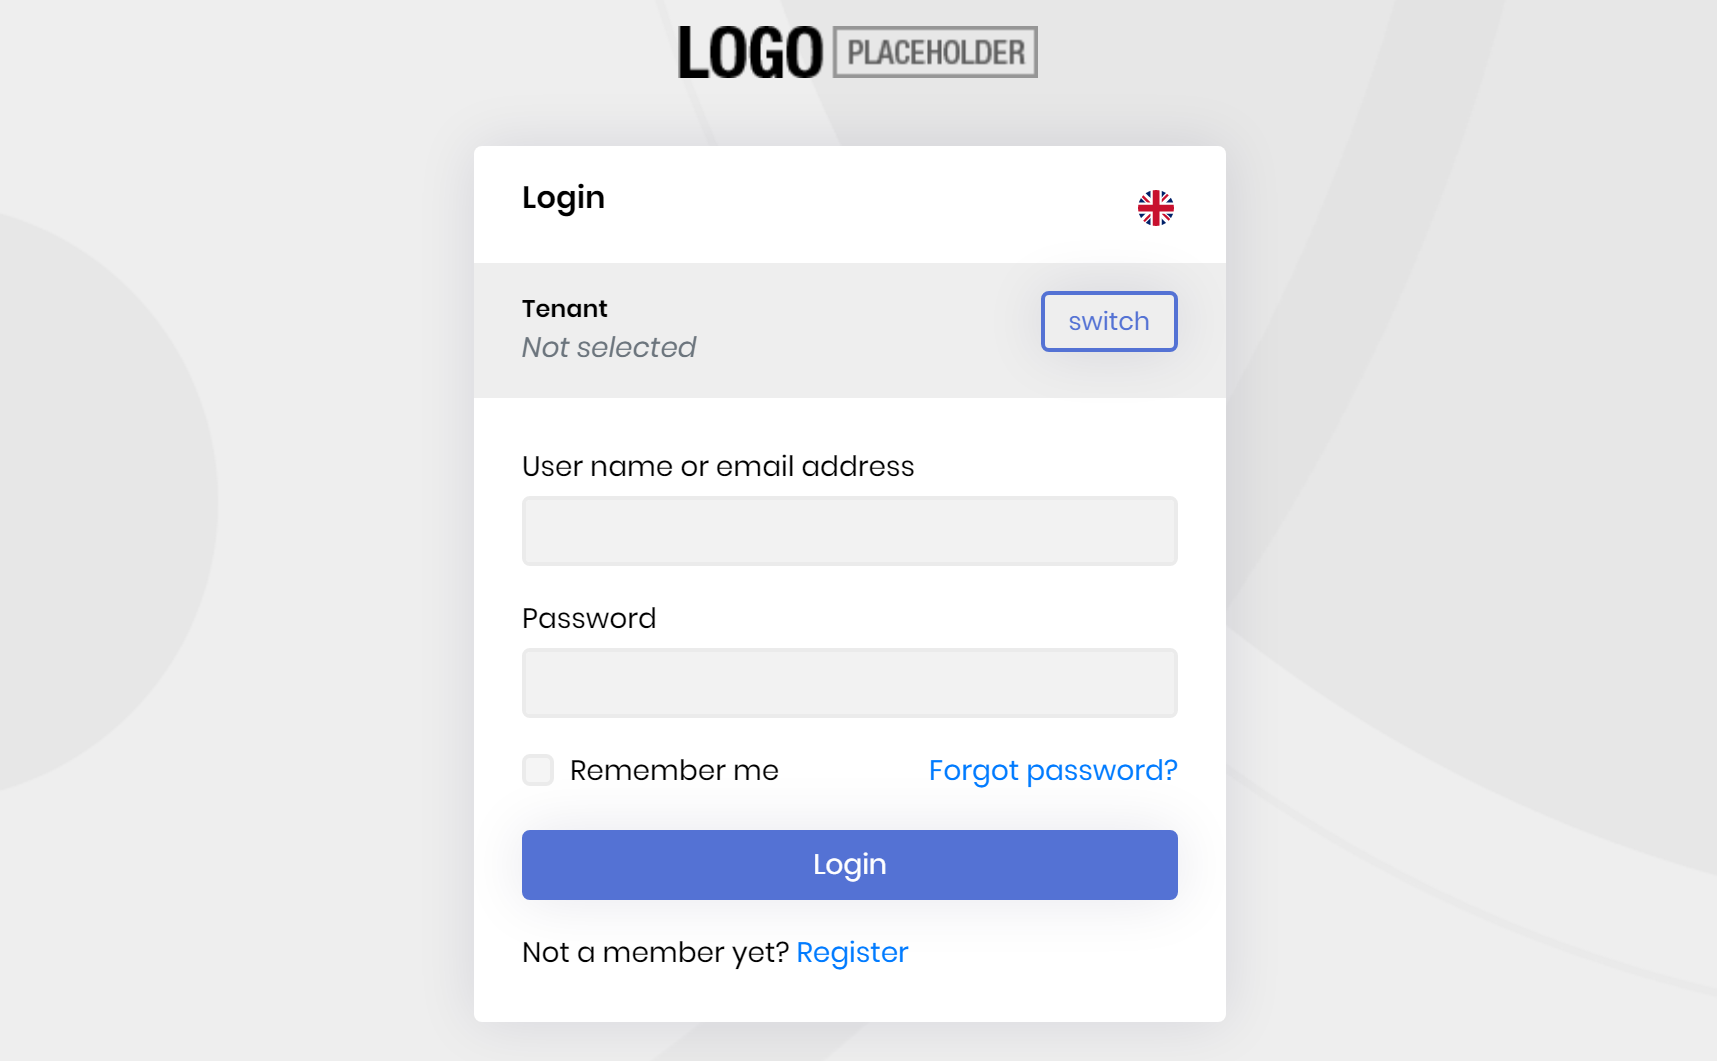 LOGO PLACEHOLDER
Login
Tenant
Not selected
switch
User name or email address
Password
Remember me
Forgot password?
Login
Not a member yet? Register